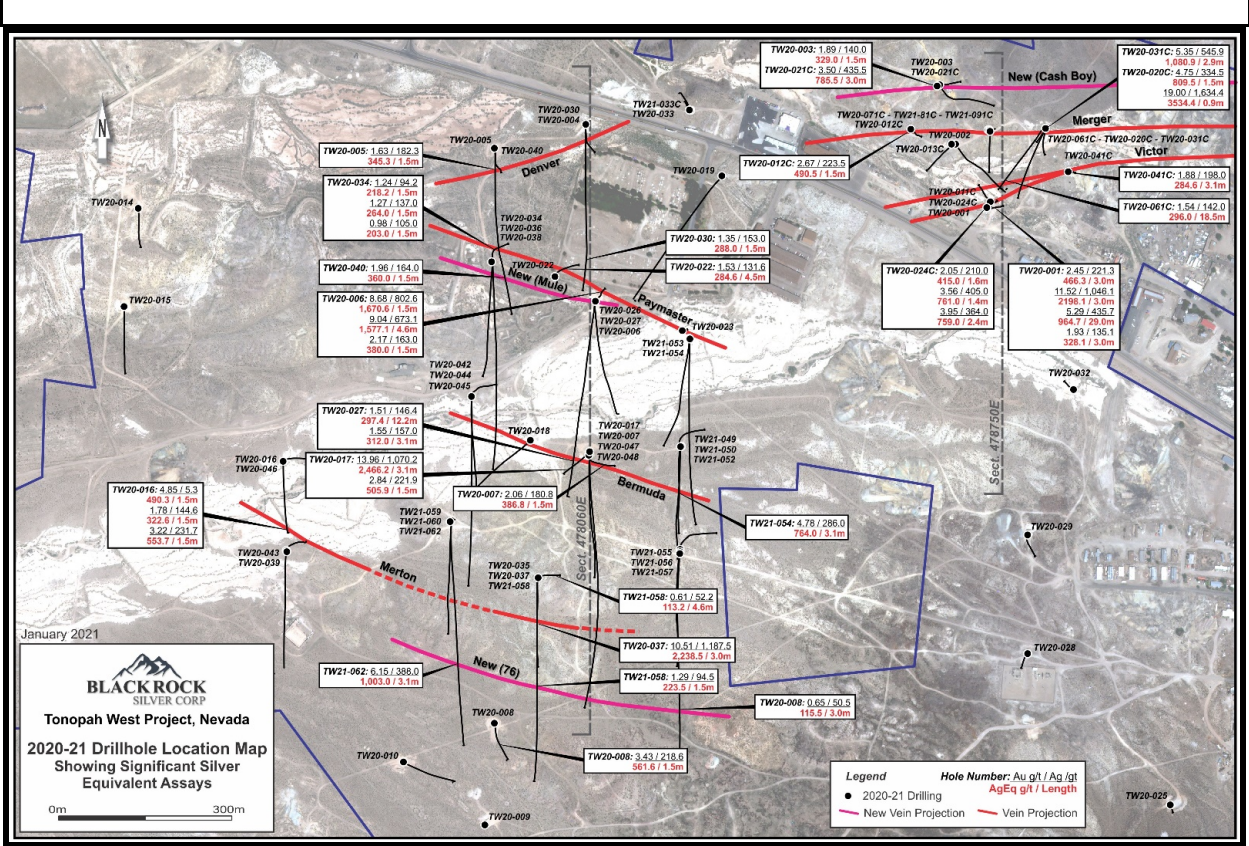 TW20-003: 1.89 / 140.0
329.0 / 1.5m
TW20-021C: 3.50 / 435.5
785.5 / 3.0m
TW20-003
TW20-021C
New (Cash Boy)
TW20-031C: 5.35 / 545.9
1,080.9 / 2.9m
TW20-020C: 4.75 / 334.5
809.5 / 1.5m
19.00 / 1,634.4
3534.4 / 0.9m
N
TW20-030
TW20-004
TW21-033C
TW20-033
TW20-071C - TW21-81C - TW21-091C
TW20-012C
TW20-002
TW20-013C
Merger
TW20-061C - TW20-020C - TW20-031C
Victor
TW20-041C
TW20-005
TW20-040
Denver
TW20-005: 1.63 / 182.3
345.3 / 1.5m
TW20-012C: 2.67 / 223.5
490.5 / 1.5m
TW20-019
TW20-041C: 1.88 / 198.0
284.6 / 3.1m
TW20-034: 1.24 / 94.2
218.2 / 1.5m
1.27 / 137.0
264.0 / 1.5m
0.98 / 105.0
203.0 / 1.5m
TW20-011C
TW20-024C
TW20-001
TW20-061C: 1.54 / 142.0
296.0 / 18.5m
TW20-014
TW20-034
TW20-036
TW20-038
TW20-030: 1.35 / 153.0
288.0 / 1.5m
TW20-022: 1.53 / 131.6
284.6 / 4.5m
TW20-040: 1.96 / 164.0
360.0 / 1.5m
TW20-022
New (Mule)
Paymaster
TW20-024C: 2.05 / 210.0
415.0 / 1.6m
3.56 / 405.0
761.0 / 1.4m
3.95 / 364.0
759.0 / 2.4m
TW20-001: 2.45 / 221.3
466.3 / 3.0m
11.52 / 1,046.1
2198.1 / 3.0m
5.29 / 435.7
964.7 / 29.0m
1.93 / 135.1
328.1 / 3.0m
TW20-015
TW20-006: 8.68 / 802.6
1,670.6 / 1.5m
9.04 / 673.1
1,577.1 / 4.6m
2.17 / 163.0
380.0 / 1.5m
TW20-026
TW20-027
TW20-006
TW20-023
TW21-053
TW21-054
TW20-042
TW20-044
TW20-045
TW20-032
Sect. 478750E
TW20-027: 1.51 / 146.4
297.4 / 12.2m
1.55 / 157.0
312.0 / 3.1m
TW20-018
TW20-017
TW20-007
TW20-047
TW20-048
TW21-049
TW21-050
TW21-052
TW20-016
TW20-046
TW20-017: 13.96 / 1,070.2
2,466.2 / 3.1m
2.84 / 221.9
505.9 / 1.5m
Bermuda
TW20-016: 4.85 / 5.3
490.3 / 1.5m
1.78 / 144.6
322.6 / 1.5m
3.22 / 231.7
553.7 / 1.5m
TW20-007: 2.06 / 180.8
386.8 / 1.5m
TW21-054: 4.78 / 286.0
764.0 / 3.1m
TW21-059
TW21-060
TW21-062
Sect. 478060E
TW20-029
TW20-043
TW20-039
TW21-055
TW21-056
TW21-057
Merton
TW20-035
TW20-037
TW21-058
TW21-058: 0.61 / 52.2
113.2 / 4.6m
January 2021
TW20-037: 10.51 / 1,187.5
2,238.5 / 3.0m
TW20-028
TW21-062: 6.15 / 388.0
1,003.0 / 3.1m
New (76)
TW21-058: 1.29 / 94.5
223.5 / 1.5m
TW20-008: 0.65 / 50.5
115.5 / 3.0m
TW20-008
TW20-010
TW20-008: 3.43 / 218.6
561.6 / 1.5m
TW20-009
TW20-025
BLACKROCK
SILVER CORP
Tonopah West Project, Nevada
2020-21 Drillhole Location Map
Showing Significant Silver
Equivalent Assays
0m 300m
Legend
Hole Number: Au g/t / Ag /gt
AgEq g/t / Length
2020-21 Drilling
New Vein Projection
Vein Projection